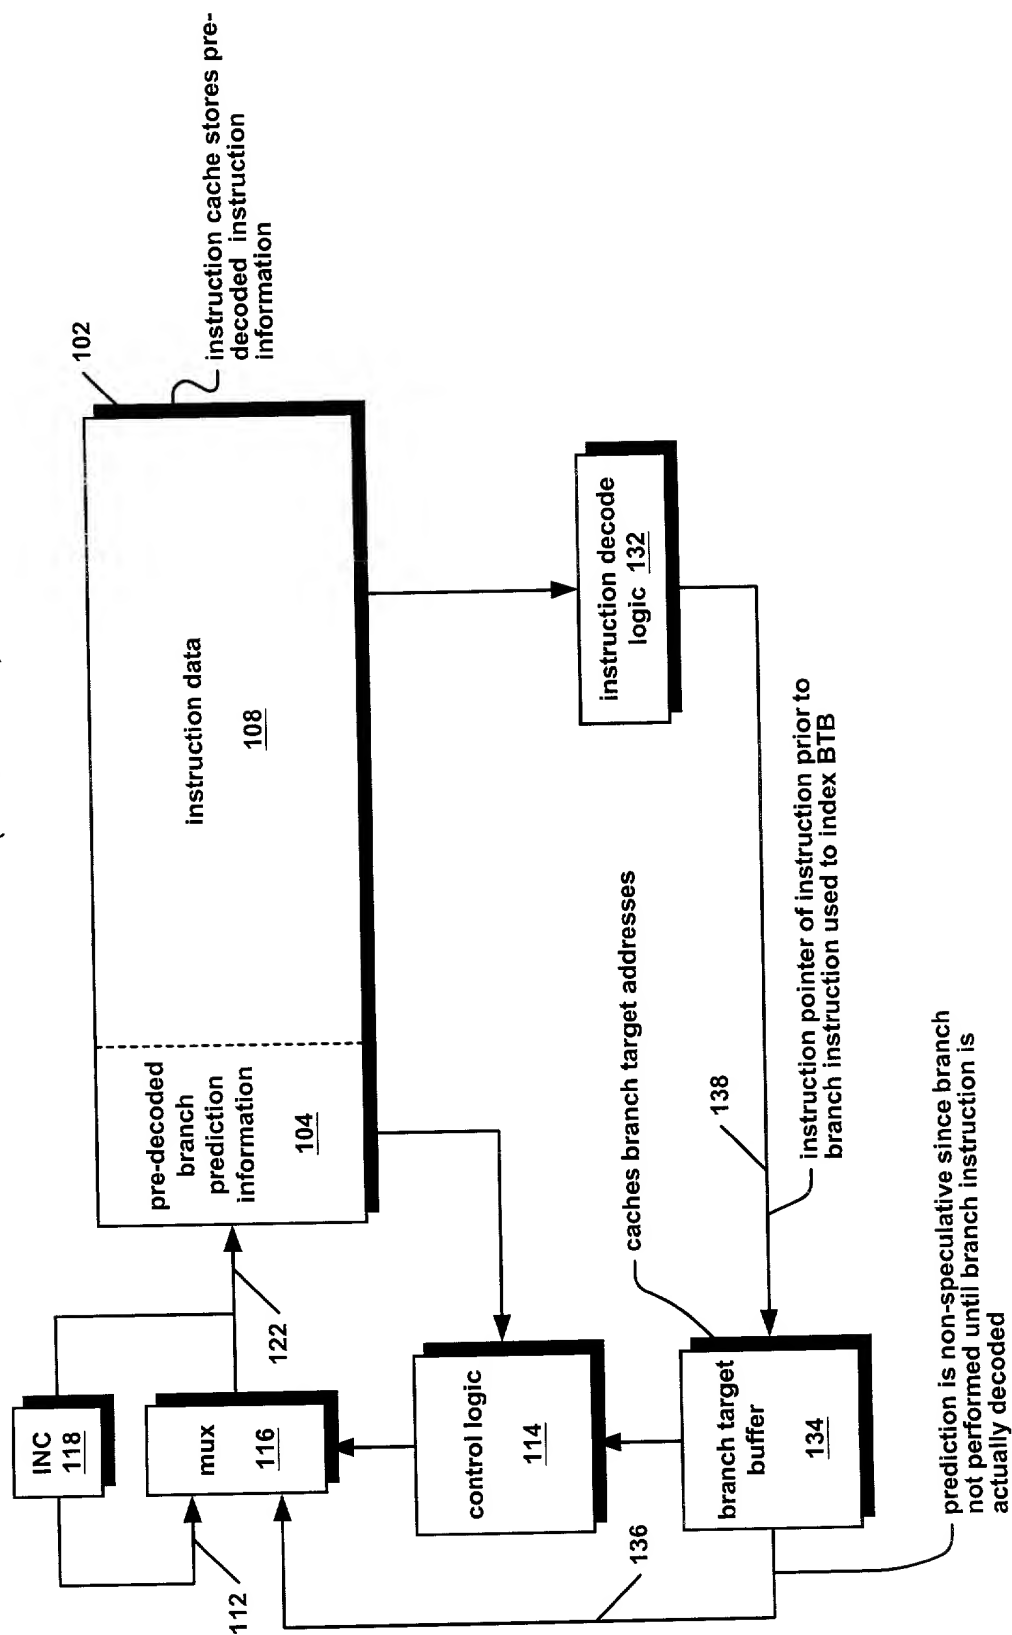 INC
118
112
mux
116
122
pre-decoded
branch
prediction
information
104
instruction data
108
102
instruction cache stores pre-
decoded instruction
information
control logic
114
instruction decode
logic 132
136
branch target
buffer
134
caches branch target addresses
138
instruction pointer of instruction prior to
branch instruction used to index BTB
prediction is non-speculative since branch
not performed until branch instruction is
actually decoded